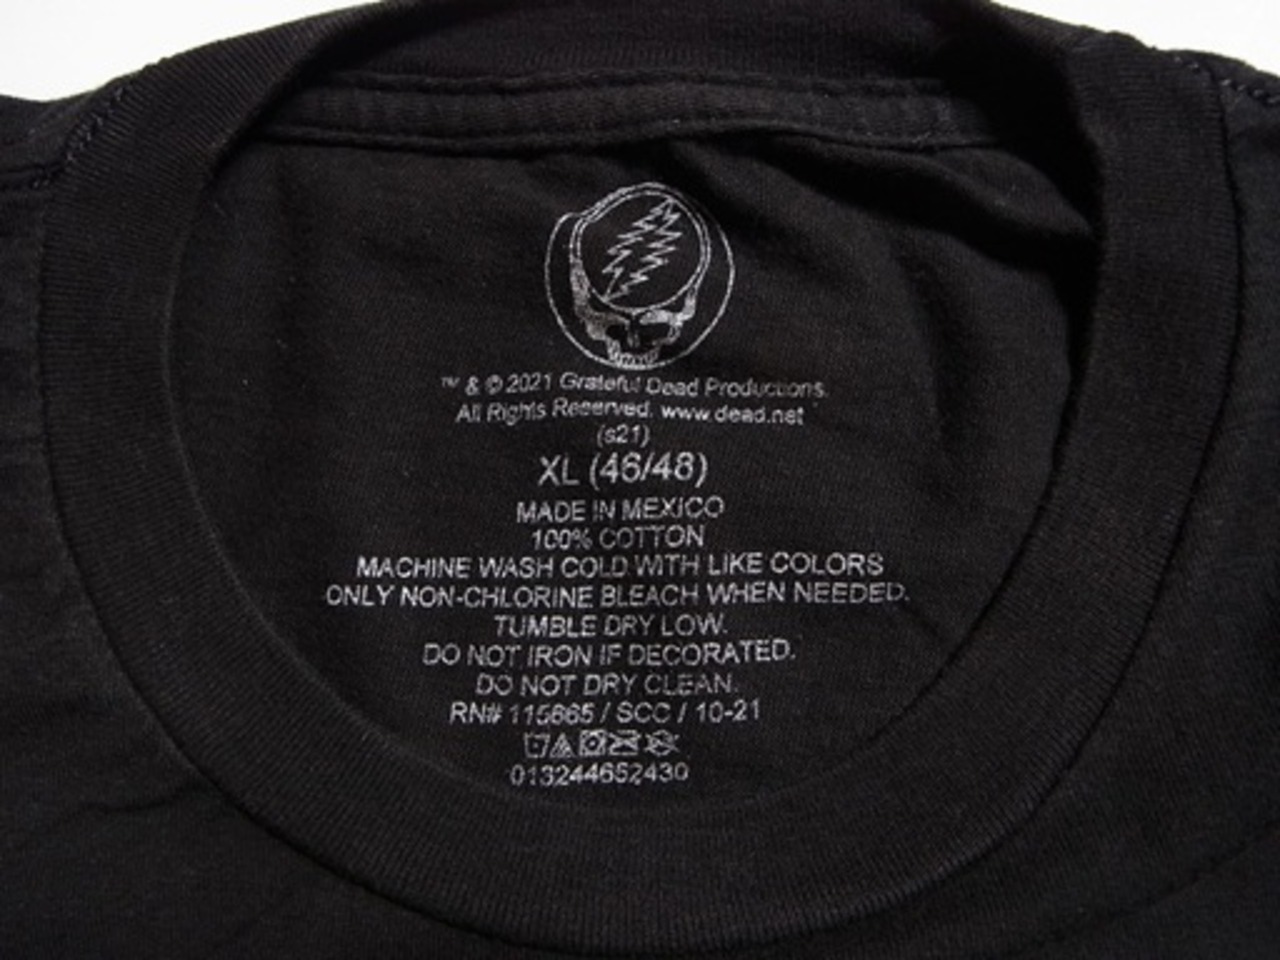 ™ & © 2021 Grateful Dead Productions.
All Rights Reserved. www.dead.net
(s21)
XL (46/48)
MADE IN MEXICO
100% COTTON
MACHINE WASH COLD WITH LIKE COLORS
ONLY NON-CHLORINE BLEACH WHEN NEEDED.
TUMBLE DRY LOW.
DO NOT IRON IF DECORATED.
DO NOT DRY CLEAN.
RN# 115665 / SCC / 10-21
013244652430